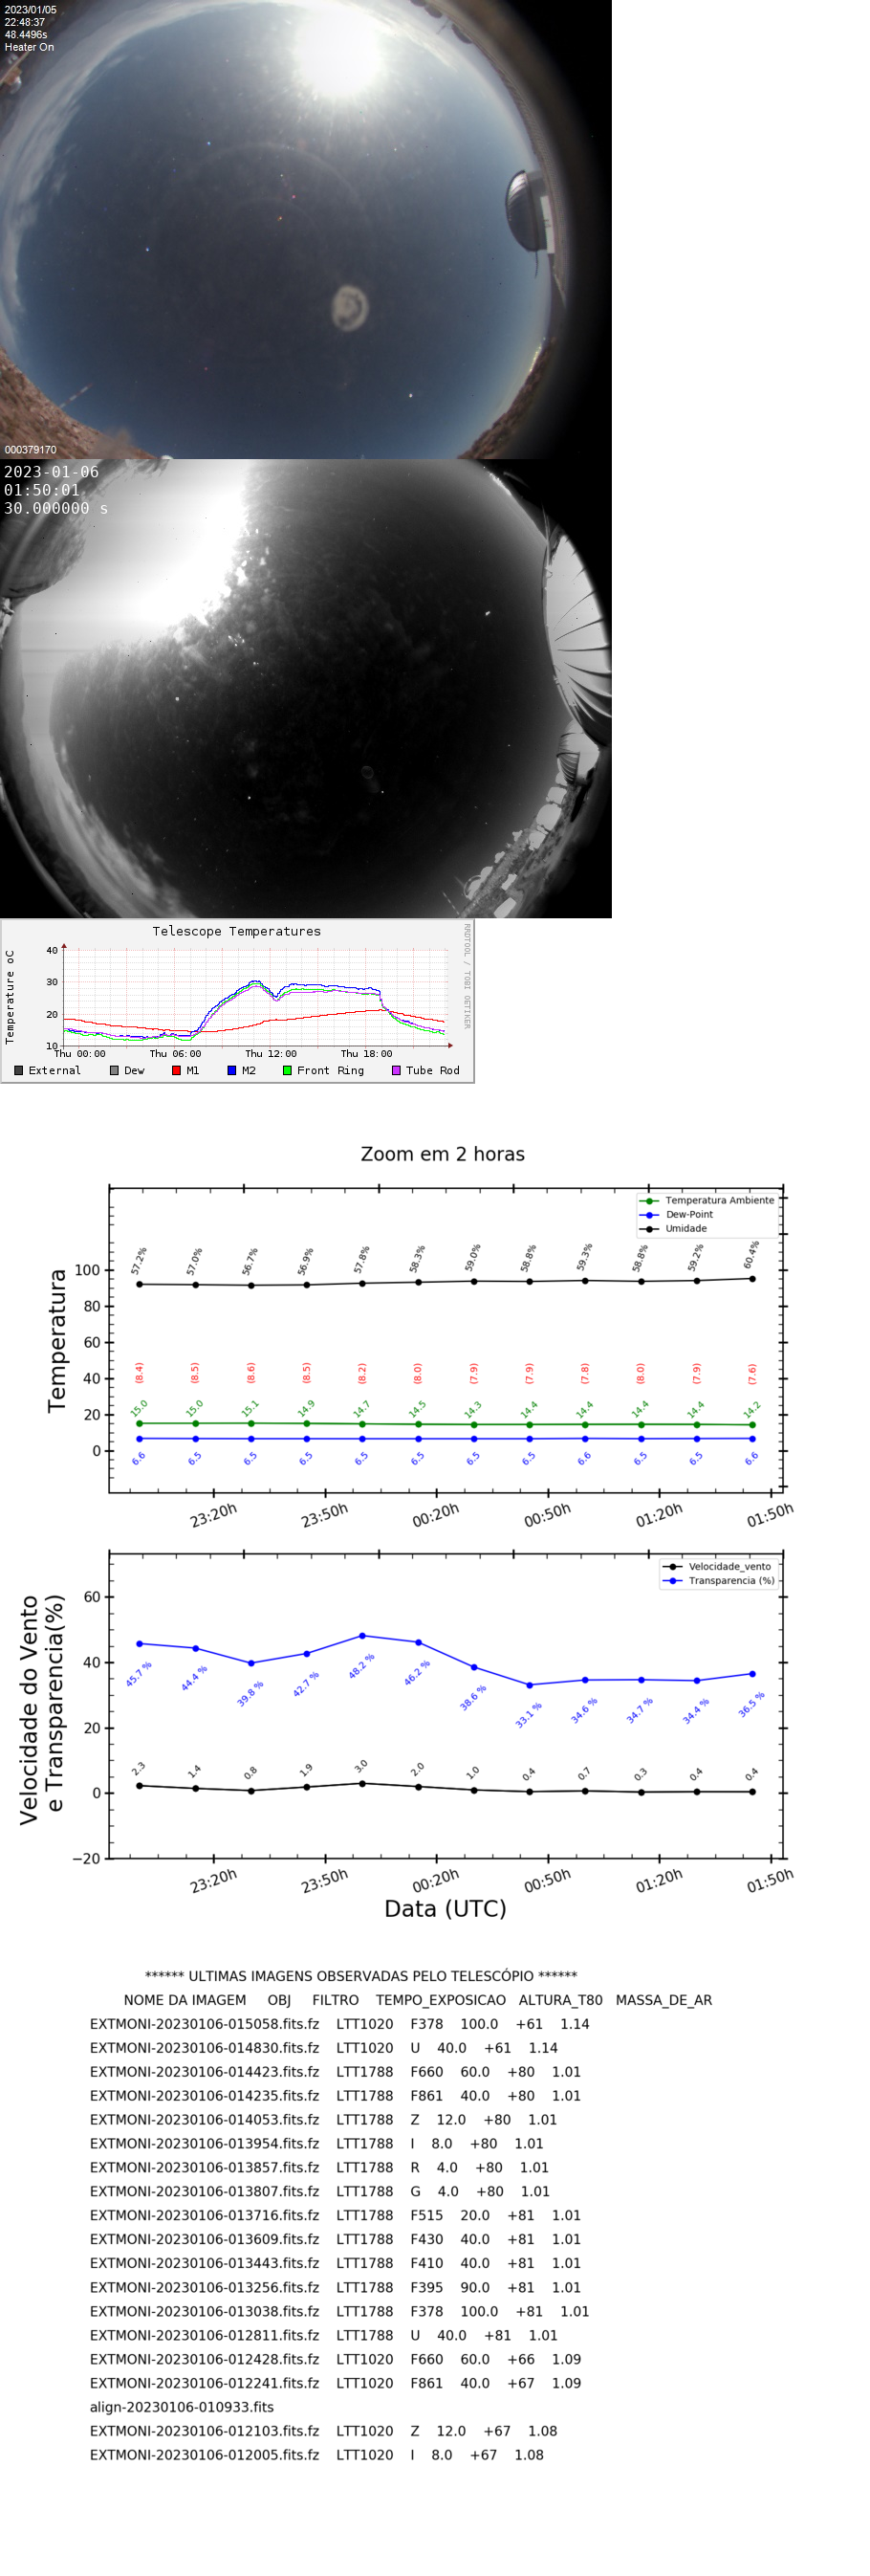 2023/01/05
22:48:37
48.4496s
Heater On
000379170
2023-01-06
01:50:01
30.000000 s
Telescope Temperatures
RRDTOOL / TOBI OETIKER
Temperature oC
40
30
20
10
Thu 00:00 Thu 06:00 Thu 12:00 Thu 18:00
External Dew M1 M2 Front Ring Tube Rod
Zoom em 2 horas
Temperatura Ambiente
Dew-Point
Umidade
Temperatura
100
80
60
40
20
0
57.2% 57.0% 56.7% 56.9% 57.8% 58.3% 59.0% 58.8% 59.3% 58.8% 59.2% 60.4%
(8.4) (8.5) (8.6) (8.5) (8.2) (8.0) (7.9) (7.9) (7.8) (8.0) (7.9) (7.6)
15.0 15.0 15.1 14.9 14.7 14.5 14.3 14.4 14.4 14.4 14.4 14.2
6.6 6.5 6.5 6.5 6.5 6.5 6.5 6.5 6.6 6.5 6.5 6.6
23:20h 23:50h 00:20h 00:50h 01:20h 01:50h
Velocidade_vento
Transparencia (%)
Velocidade do Vento
e Transparencia(%)
60
40
20
0
−20
45.7 % 44.4 % 39.8 % 42.7 % 48.2 % 46.2 % 38.6 % 33.1 % 34.6 % 34.7 % 34.4 % 36.5 %
2.3 1.4 0.8 1.9 3.0 2.0 1.0 0.4 0.7 0.3 0.4 0.4
23:20h 23:50h 00:20h 00:50h 01:20h 01:50h
Data (UTC)
****** ULTIMAS IMAGENS OBSERVADAS PELO TELESCÓPIO ******
NOME DA IMAGEM OBJ FILTRO TEMPO_EXPOSICAO ALTURA_T80 MASSA_DE_AR
EXTMONI-20230106-015058.fits.fz LTT1020 F378 100.0 +61 1.14
EXTMONI-20230106-014830.fits.fz LTT1020 U 40.0 +61 1.14
EXTMONI-20230106-014423.fits.fz LTT1788 F660 60.0 +80 1.01
EXTMONI-20230106-014235.fits.fz LTT1788 F861 40.0 +80 1.01
EXTMONI-20230106-014053.fits.fz LTT1788 Z 12.0 +80 1.01
EXTMONI-20230106-013954.fits.fz LTT1788 I 8.0 +80 1.01
EXTMONI-20230106-013857.fits.fz LTT1788 R 4.0 +80 1.01
EXTMONI-20230106-013807.fits.fz LTT1788 G 4.0 +80 1.01
EXTMONI-20230106-013716.fits.fz LTT1788 F515 20.0 +81 1.01
EXTMONI-20230106-013609.fits.fz LTT1788 F430 40.0 +81 1.01
EXTMONI-20230106-013443.fits.fz LTT1788 F410 40.0 +81 1.01
EXTMONI-20230106-013256.fits.fz LTT1788 F395 90.0 +81 1.01
EXTMONI-20230106-013038.fits.fz LTT1788 F378 100.0 +81 1.01
EXTMONI-20230106-012811.fits.fz LTT1788 U 40.0 +81 1.01
EXTMONI-20230106-012428.fits.fz LTT1020 F660 60.0 +66 1.09
EXTMONI-20230106-012241.fits.fz LTT1020 F861 40.0 +67 1.09
align-20230106-010933.fits
EXTMONI-20230106-012103.fits.fz LTT1020 Z 12.0 +67 1.08
EXTMONI-20230106-012005.fits.fz LTT1020 I 8.0 +67 1.08